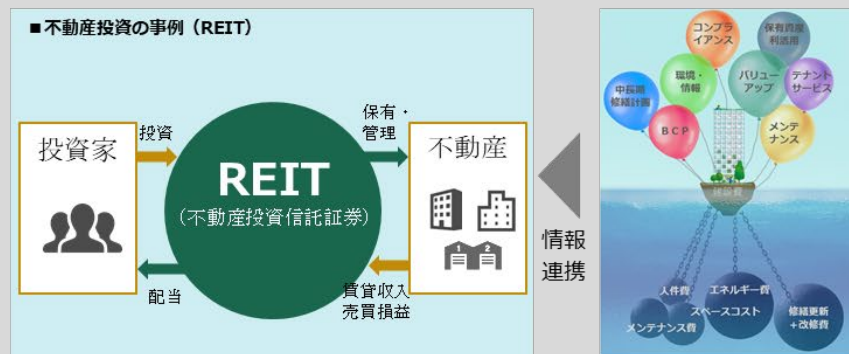 ■不動産投資の事例（REIT）
投資家
投資
配当
REIT
（不動産投資信託証券）
保有・
管理
賃貸収入
売買損益
不動産
1 2
情報
連携
コンプラ
イアンス
保有資産
利活用
環境・
情報
バリュー
アップ
テナント
サービス
中長期
修繕計画
BCP
メンテ
ナンス
建設費
人件費
エネルギー費
スペースコスト
メンテナンス費
修繕更新
+改修費